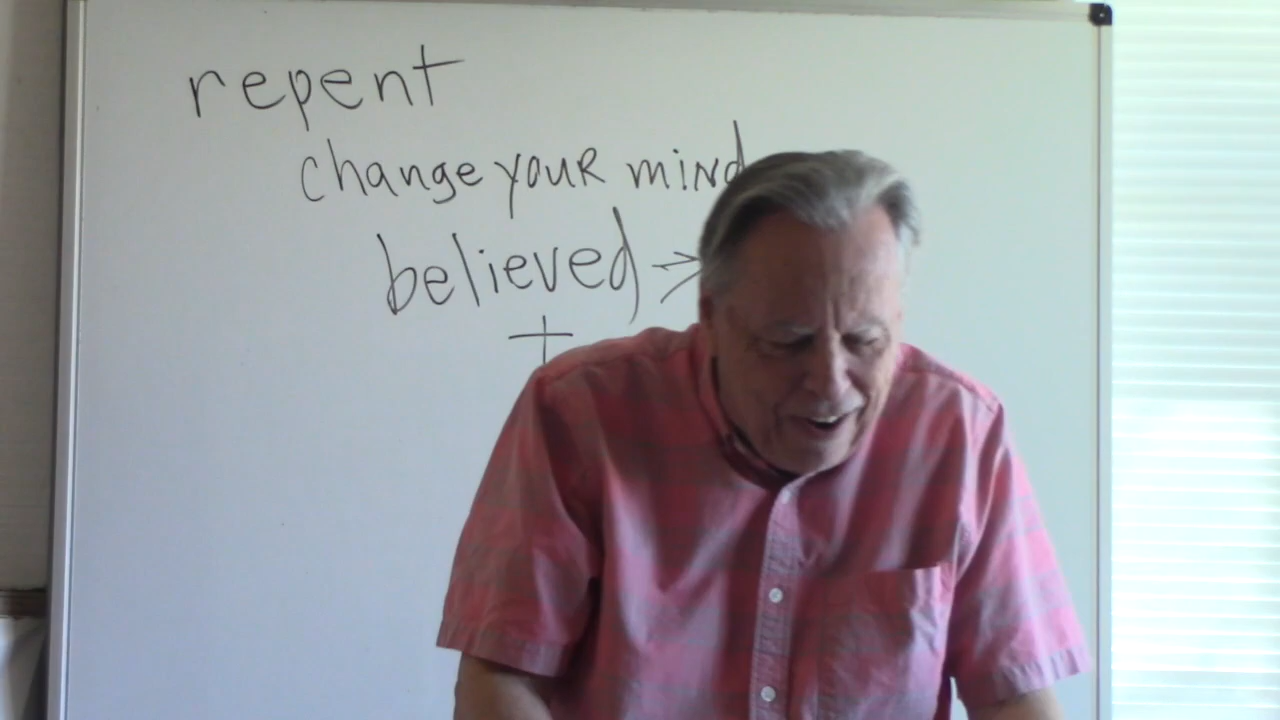 repent
change your mind
believed →
+